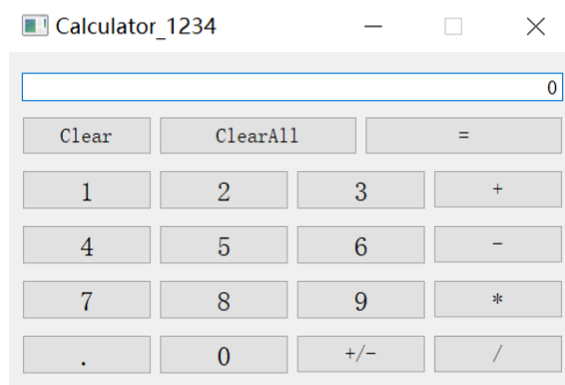 Calculator_1234
0
Clear ClearAll =
1 2 3 +
4 5 6 -
7 8 9 *
. 0 +/- /